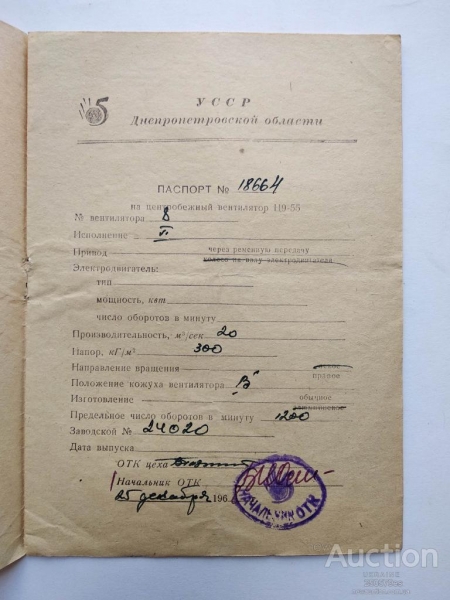 5
УССР
Днепропетровской области
ПАСПОРТ № 18664
на центробежный вентилятор Ц9-55
№ вентилятора 8
Исполнение II
Привод через ременную передачу
колесо на валу электродвигателя
Электродвигатель:
тип
мощность, квт
число оборотов в минуту
Производительность, м³/сек 20
Напор, кГ/м² 300
Направление вращения
правое
Положение кожуха вентилятора "В"
Изготовление обычное
Предельное число оборотов в минуту 1200
Заводской № 24020
Дата выпуска
ОТК цеха
Начальник ОТК
25 декабря 196
НАЧАЛЬНИК ОТК
Auction
UKRAINE